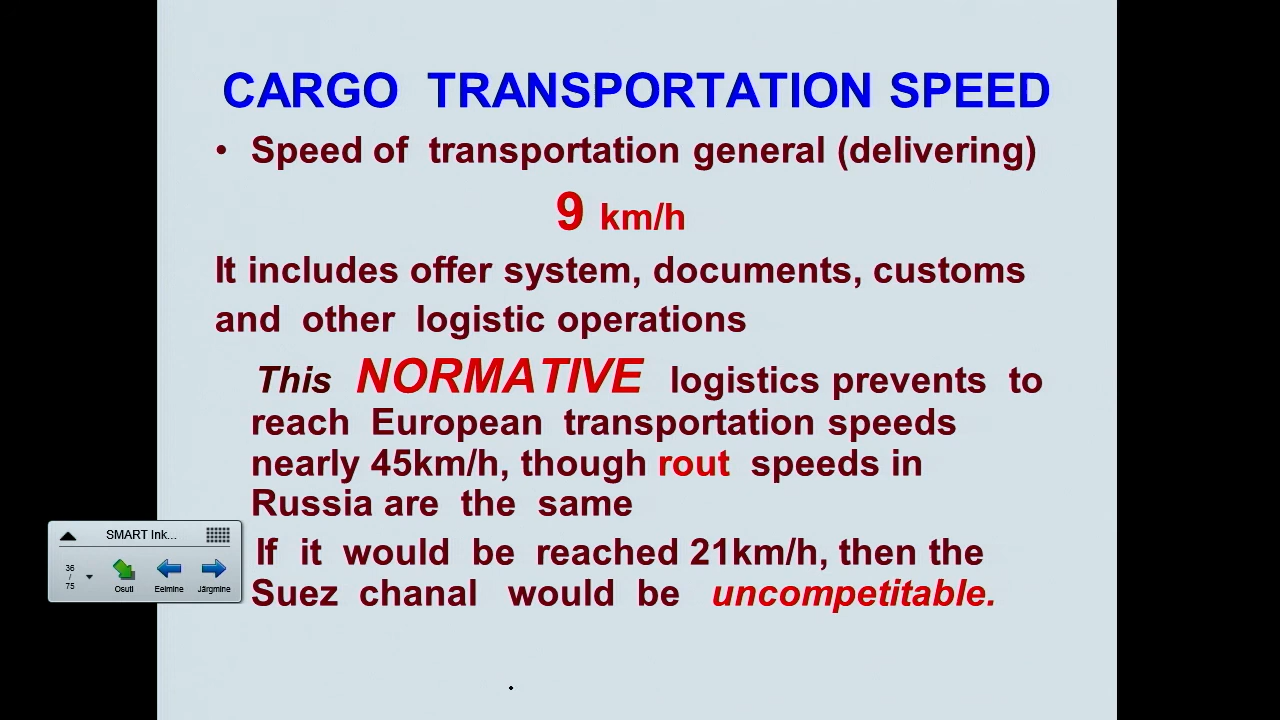 CARGO TRANSPORTATION SPEED
• Speed of transportation general (delivering)
9 km/h
It includes offer system, documents, customs
and other logistic operations
This NORMATIVE logistics prevents to
reach European transportation speeds
nearly 45km/h, though rout speeds in
Russia are the same
If it would be reached 21km/h, then the
Suez chanal would be uncompetitable.
SMART Ink...
36
/
75
Osuti Eelmine Järgmine